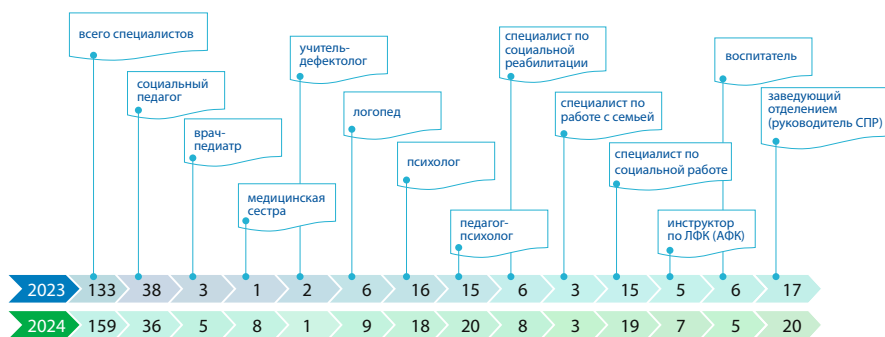 всего специалистов
социальный
педагог
врач-
педиатр
медицинская
сестра
учитель-
дефектолог
логопед
психолог
педагог-
психолог
специалист по
социальной
реабилитации
специалист по
работе с семьей
специалист по
социальной работе
инструктор
по ЛФК (АФК)
воспитатель
заведующий
отделением
(руководитель СПР)
2023 133 38 3 1 2 6 16 15 6 3 15 5 6 17
2024 159 36 5 8 1 9 18 20 8 3 19 7 5 20